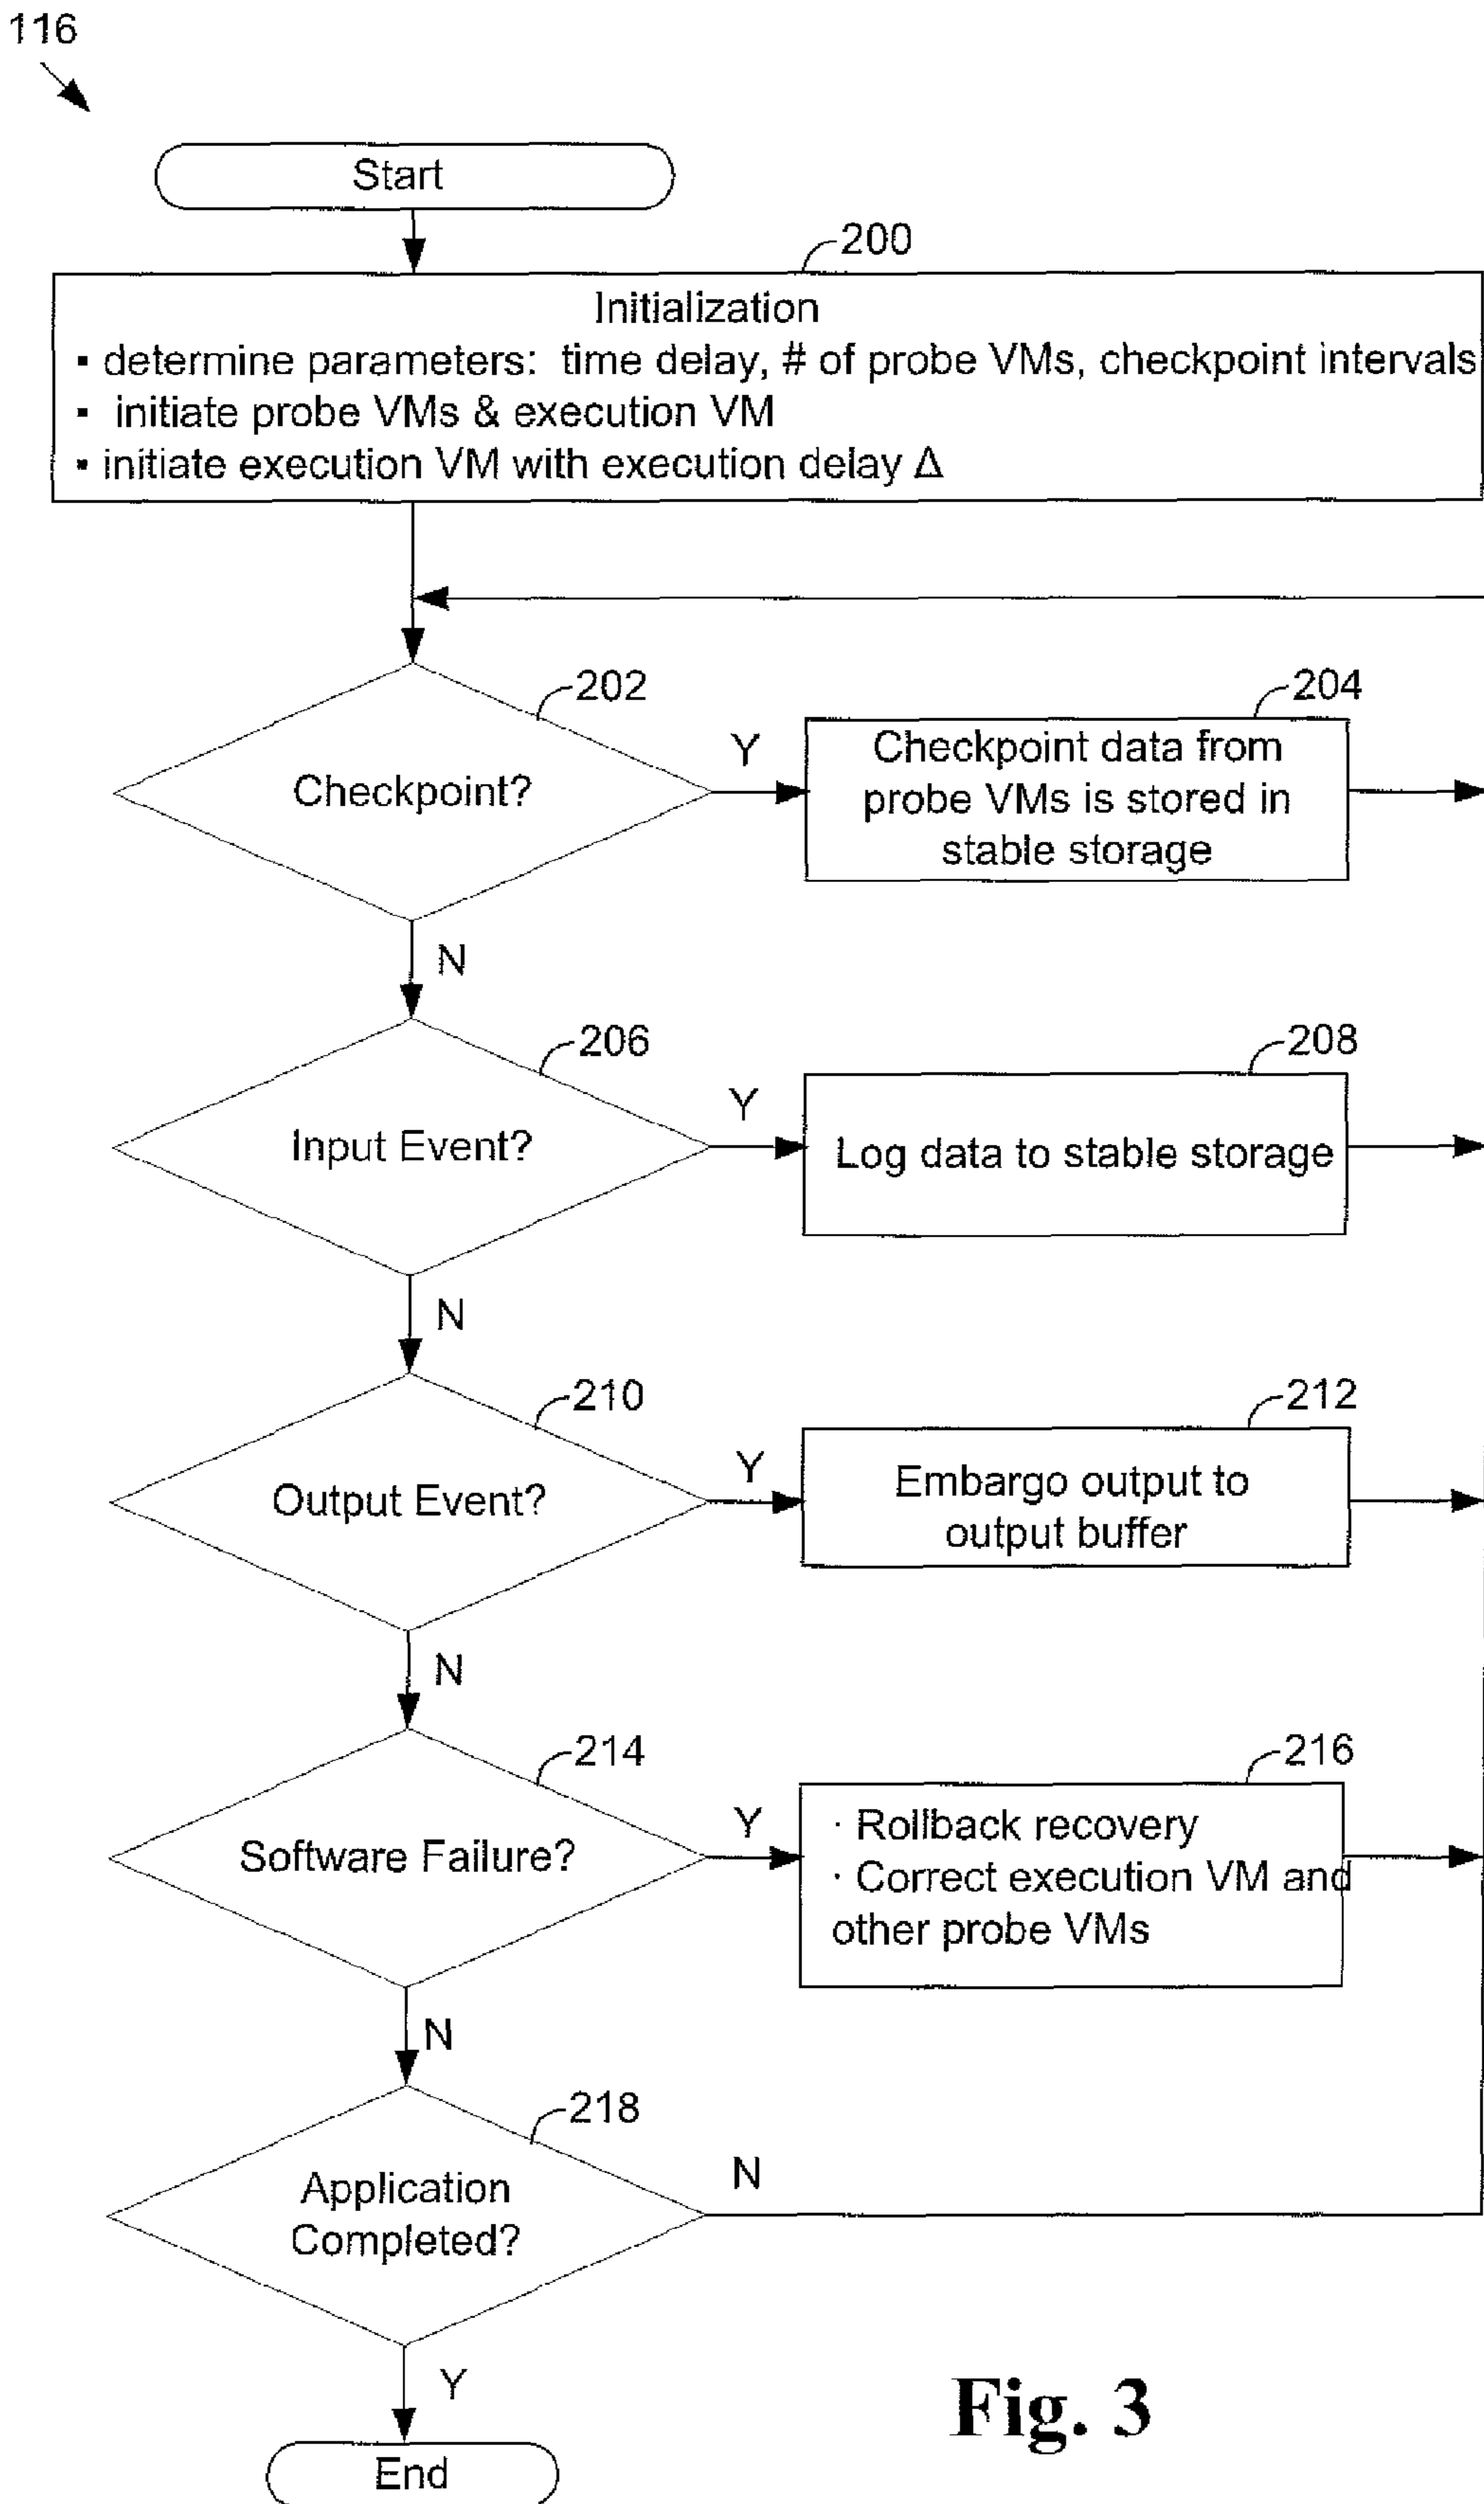 116
Start
200
Initialization
▪ determine parameters:  time delay, # of probe VMs, checkpoint intervals
▪ initiate probe VMs & execution VM
▪ initiate execution VM with execution delay Δ
202
204
Checkpoint?
Y
Checkpoint data from
probe VMs is stored in
stable storage
N
206
208
Input Event?
Y
Log data to stable storage
N
210
212
Output Event?
Y
Embargo output to
output buffer
N
214
216
Software Failure?
Y
· Rollback recovery
· Correct execution VM and
other probe VMs
N
218
Application
Completed?
N
Y
End
Fig. 3